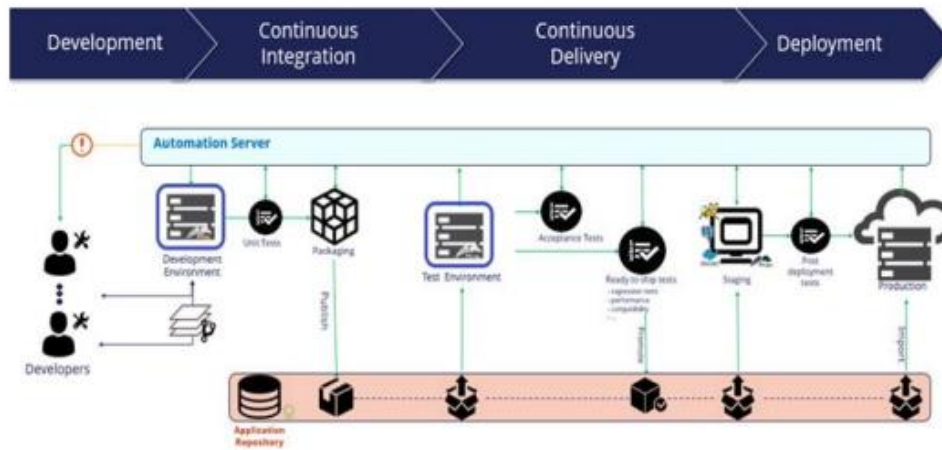 Development
Continuous
Integration
Continuous
Delivery
Deployment
Automation Server
Development
Environment
Unit Tests
Packaging
Test Environment
Acceptance Tests
Ready to ship tests
- regression tests
- performance
- compatibility
Staging
Post
deployment
tests
Production
Publish
Promote
Import
Developers
Application
Repository